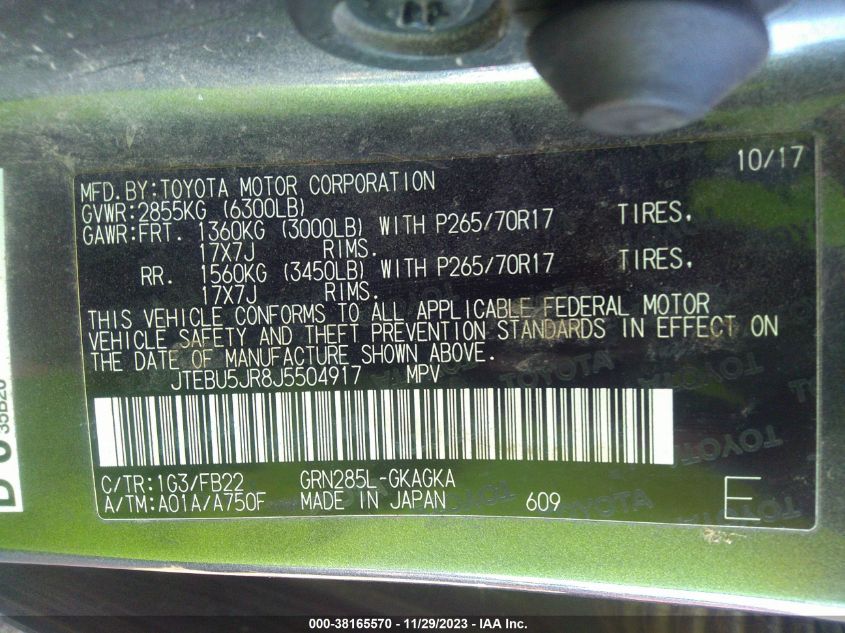 10/17
MFD.BY:TOYOTA MOTOR CORPORATION
GVWR:2855KG (6300LB)
GAWR:FRT. 1360KG (3000LB) WITH P265/70R17 TIRES,
17X7J RIMS.
RR. 1560KG (3450LB) WITH P265/70R17 TIRES,
17X7J RIMS.
THIS VEHICLE CONFORMS TO ALL APPLICABLE FEDERAL MOTOR
VEHICLE SAFETY AND THEFT PREVENTION STANDARDS IN EFFECT ON
THE DATE OF MANUFACTURE SHOWN ABOVE.
JTEBU5JR8J5504917 MPV
C/TR:1G3/FB22 GRN285L-GKAGKA
A/TM:A01A/A750F MADE IN JAPAN 609 E
TOYOTA
35B20
000-38165570 - 11/29/2023 - IAA Inc.